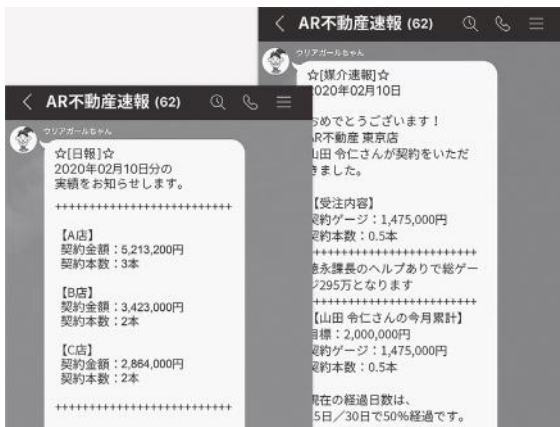 AR不動産速報 (62)
ウリアガールちゃん
☆[日報]☆
2020年02月10日分の
実績をお知らせします。
++++++++++++++++++++++++++
【A店】
契約金額：5,213,200円
契約本数：3本
【B店】
契約金額：3,423,000円
契約本数：2本
【C店】
契約金額：2,864,000円
契約本数：2本
++++++++++++++++++++++++++
AR不動産速報 (62)
ウリアガールちゃん
☆[媒介速報]☆
2020年02月10日
おめでとうございます！
AR不動産 東京店
山田 令仁さんが契約をいただ
きました。
【受注内容】
契約ゲージ：1,475,000円
契約本数：0.5本
++++++++++++++++++++++++
徳永課長のヘルプありで総ゲー
ジ295万となります
++++++++++++++++++++++++
【山田 令仁さんの今月累計】
目標：2,000,000円
契約ゲージ：1,475,000円
契約本数：0.5本
現在の経過日数は、
5日／30日で50%経過です。